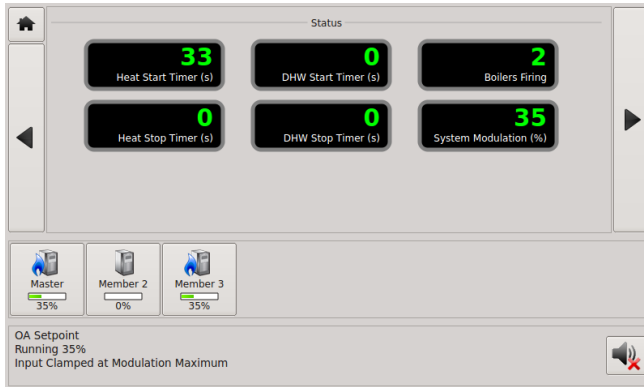 Status
33
Heat Start Timer (s)
0
DHW Start Timer (s)
2
Boilers Firing
0
Heat Stop Timer (s)
0
DHW Stop Timer (s)
35
System Modulation (%)
Master
35%
Member 2
0%
Member 3
35%
OA Setpoint
Running 35%
Input Clamped at Modulation Maximum